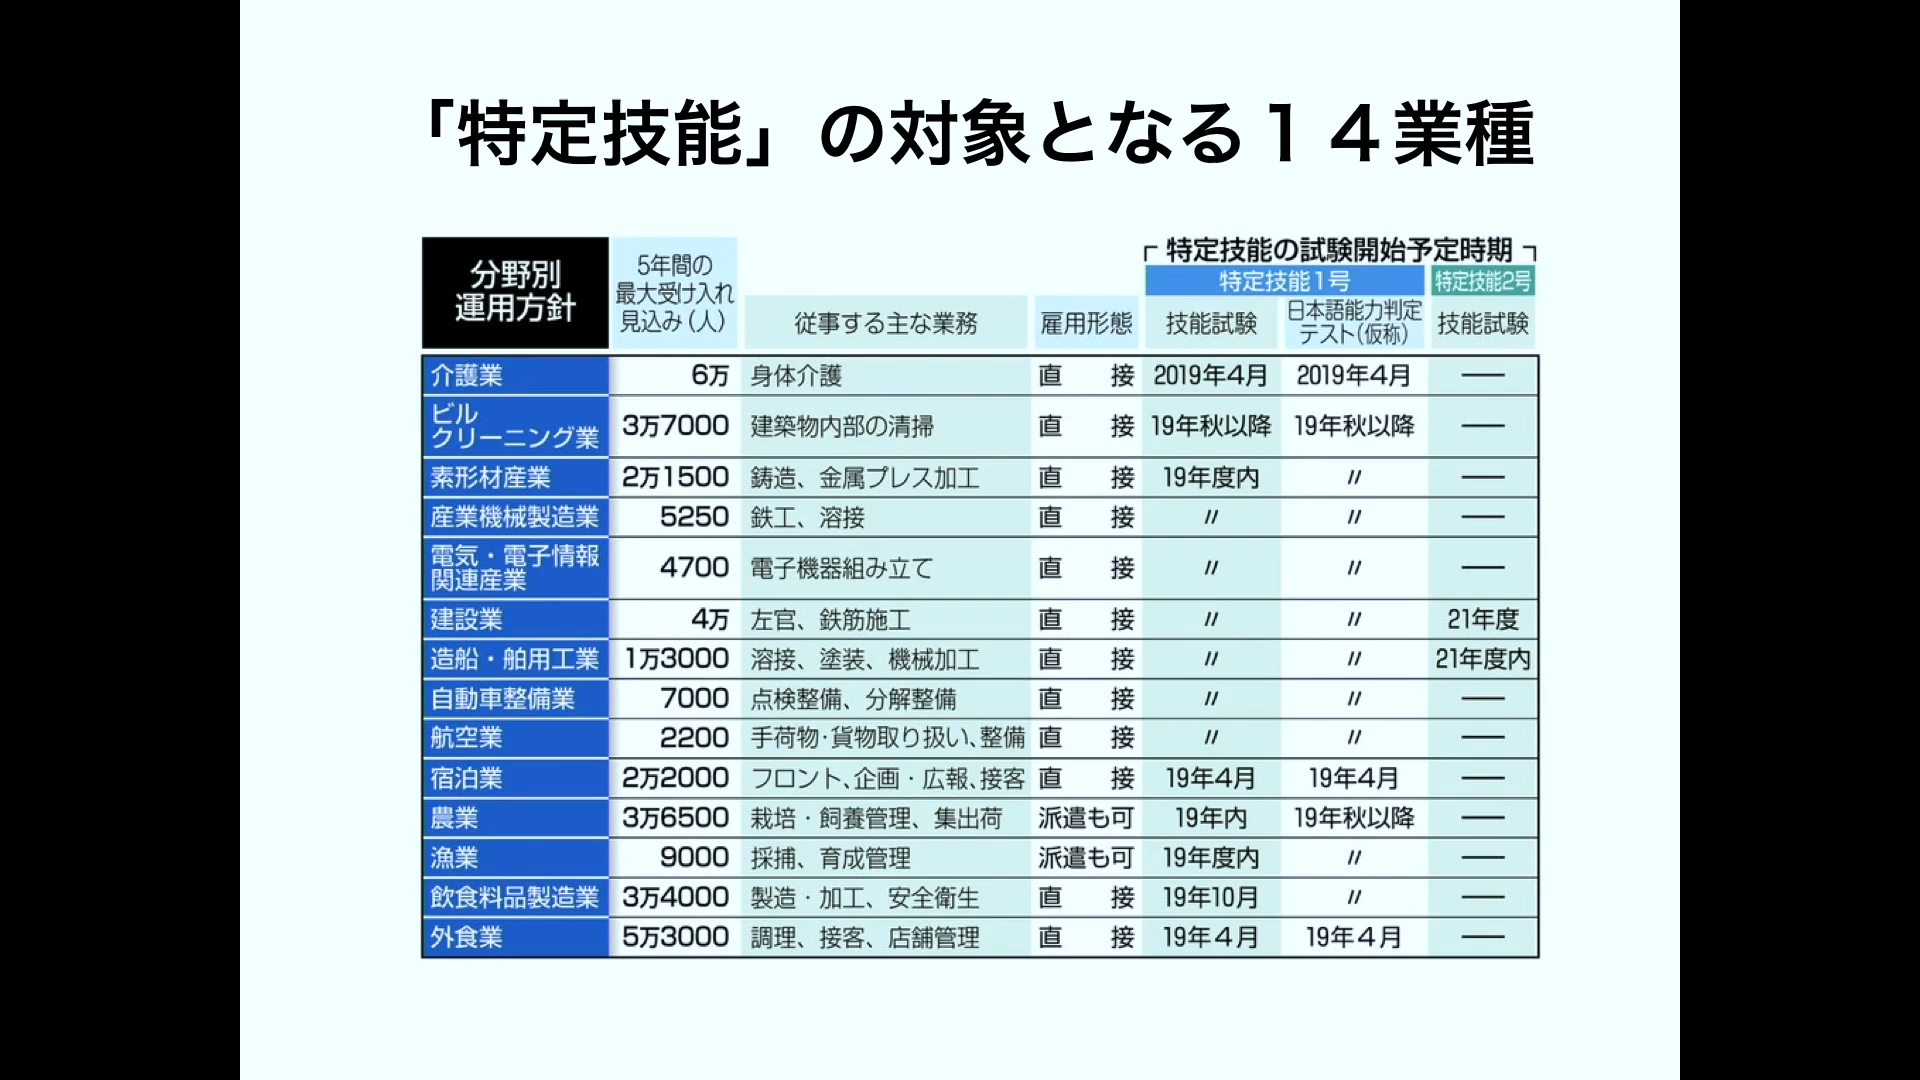 「特定技能」の対象となる１４業種
分野別
運用方針
5年間の
最大受け入れ
見込み（人）
従事する主な業務
雇用形態
特定技能の試験開始予定時期
特定技能1号
特定技能2号
技能試験
日本語能力判定
テスト（仮称）
技能試験
介護業 6万 身体介護 直 接 2019年4月 2019年4月 ——
ビル
クリーニング業 3万7000 建築物内部の清掃 直 接 19年秋以降 19年秋以降 ——
素形材産業 2万1500 鋳造、金属プレス加工 直 接 19年度内 〃 ——
産業機械製造業 5250 鉄工、溶接 直 接 〃 〃 ——
電気・電子情報
関連産業 4700 電子機器組み立て 直 接 〃 〃 ——
建設業 4万 左官、鉄筋施工 直 接 〃 〃 21年度
造船・舶用工業 1万3000 溶接、塗装、機械加工 直 接 〃 〃 21年度内
自動車整備業 7000 点検整備、分解整備 直 接 〃 〃 ——
航空業 2200 手荷物･貨物取り扱い、整備 直 接 〃 〃 ——
宿泊業 2万2000 フロント、企画・広報、接客 直 接 19年4月 19年4月 ——
農業 3万6500 栽培・飼養管理、集出荷 派遣も可 19年内 19年秋以降 ——
漁業 9000 採捕、育成管理 派遣も可 19年度内 〃 ——
飲食料品製造業 3万4000 製造・加工、安全衛生 直 接 19年10月 〃 ——
外食業 5万3000 調理、接客、店舗管理 直 接 19年４月 19年４月 ——